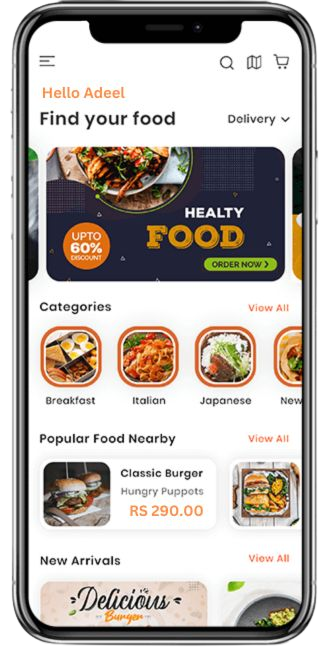 Hello Adeel
Find your food
Delivery
HEALTY
FOOD
UPTO
60%
DISCOUNT
ORDER NOW
Categories
View All
Breakfast
Italian
Japanese
New
Popular Food Nearby
View All
Classic Burger
Hungry Puppets
RS 290.00
New Arrivals
View All
Delicious
Burger